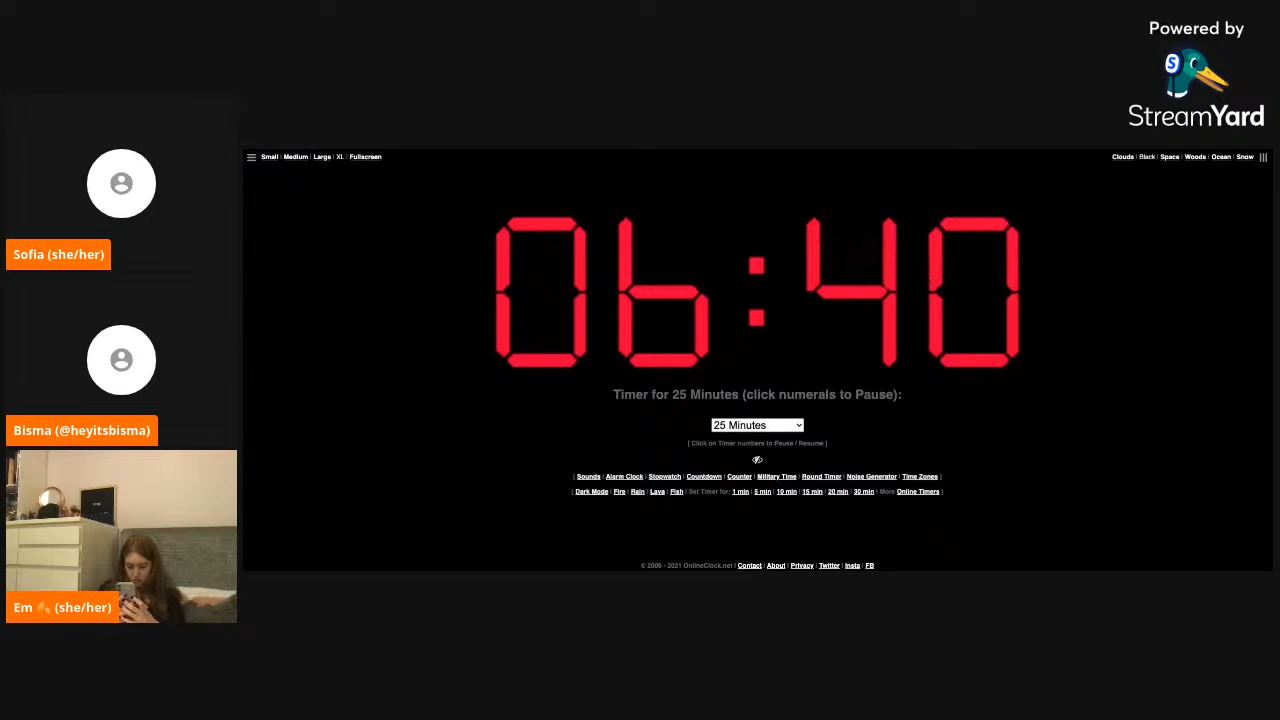 Powered by
StreamYard
Small | Medium | Large | XL | Fullscreen
Clouds | Black | Space | Woods | Ocean | Snow
06:40
Timer for 25 Minutes (click numerals to Pause):
25 Minutes
[ Click on Timer numbers to Pause / Resume ]
[ Sounds | Alarm Clock | Stopwatch | Countdown | Counter | Military Time | Round Timer | Noise Generator | Time Zones ]
[ Dark Mode | Fire | Rain | Lava | Fish | Set Timer for: 1 min | 5 min | 10 min | 15 min | 20 min | 30 min | More Online Timers ]
© 2006 - 2021 OnlineClock.net | Contact | About | Privacy | Twitter | Insta | FB
Sofia (she/her)
Bisma (@heyitsbisma)
Em 🍂 (she/her)